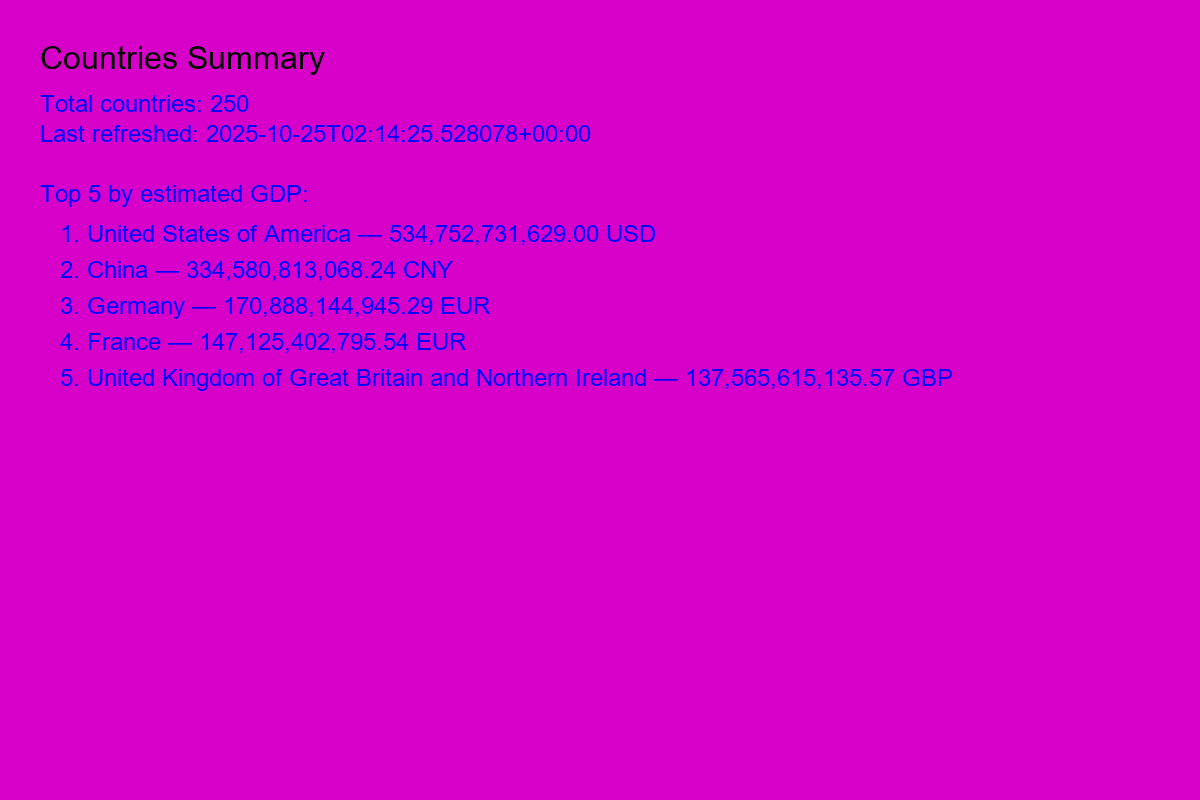 Countries Summary
Total countries: 250
Last refreshed: 2025-10-25T02:14:25.528078+00:00
Top 5 by estimated GDP:
1. United States of America — 534,752,731,629.00 USD
2. China — 334,580,813,068.24 CNY
3. Germany — 170,888,144,945.29 EUR
4. France — 147,125,402,795.54 EUR
5. United Kingdom of Great Britain and Northern Ireland — 137,565,615,135.57 GBP